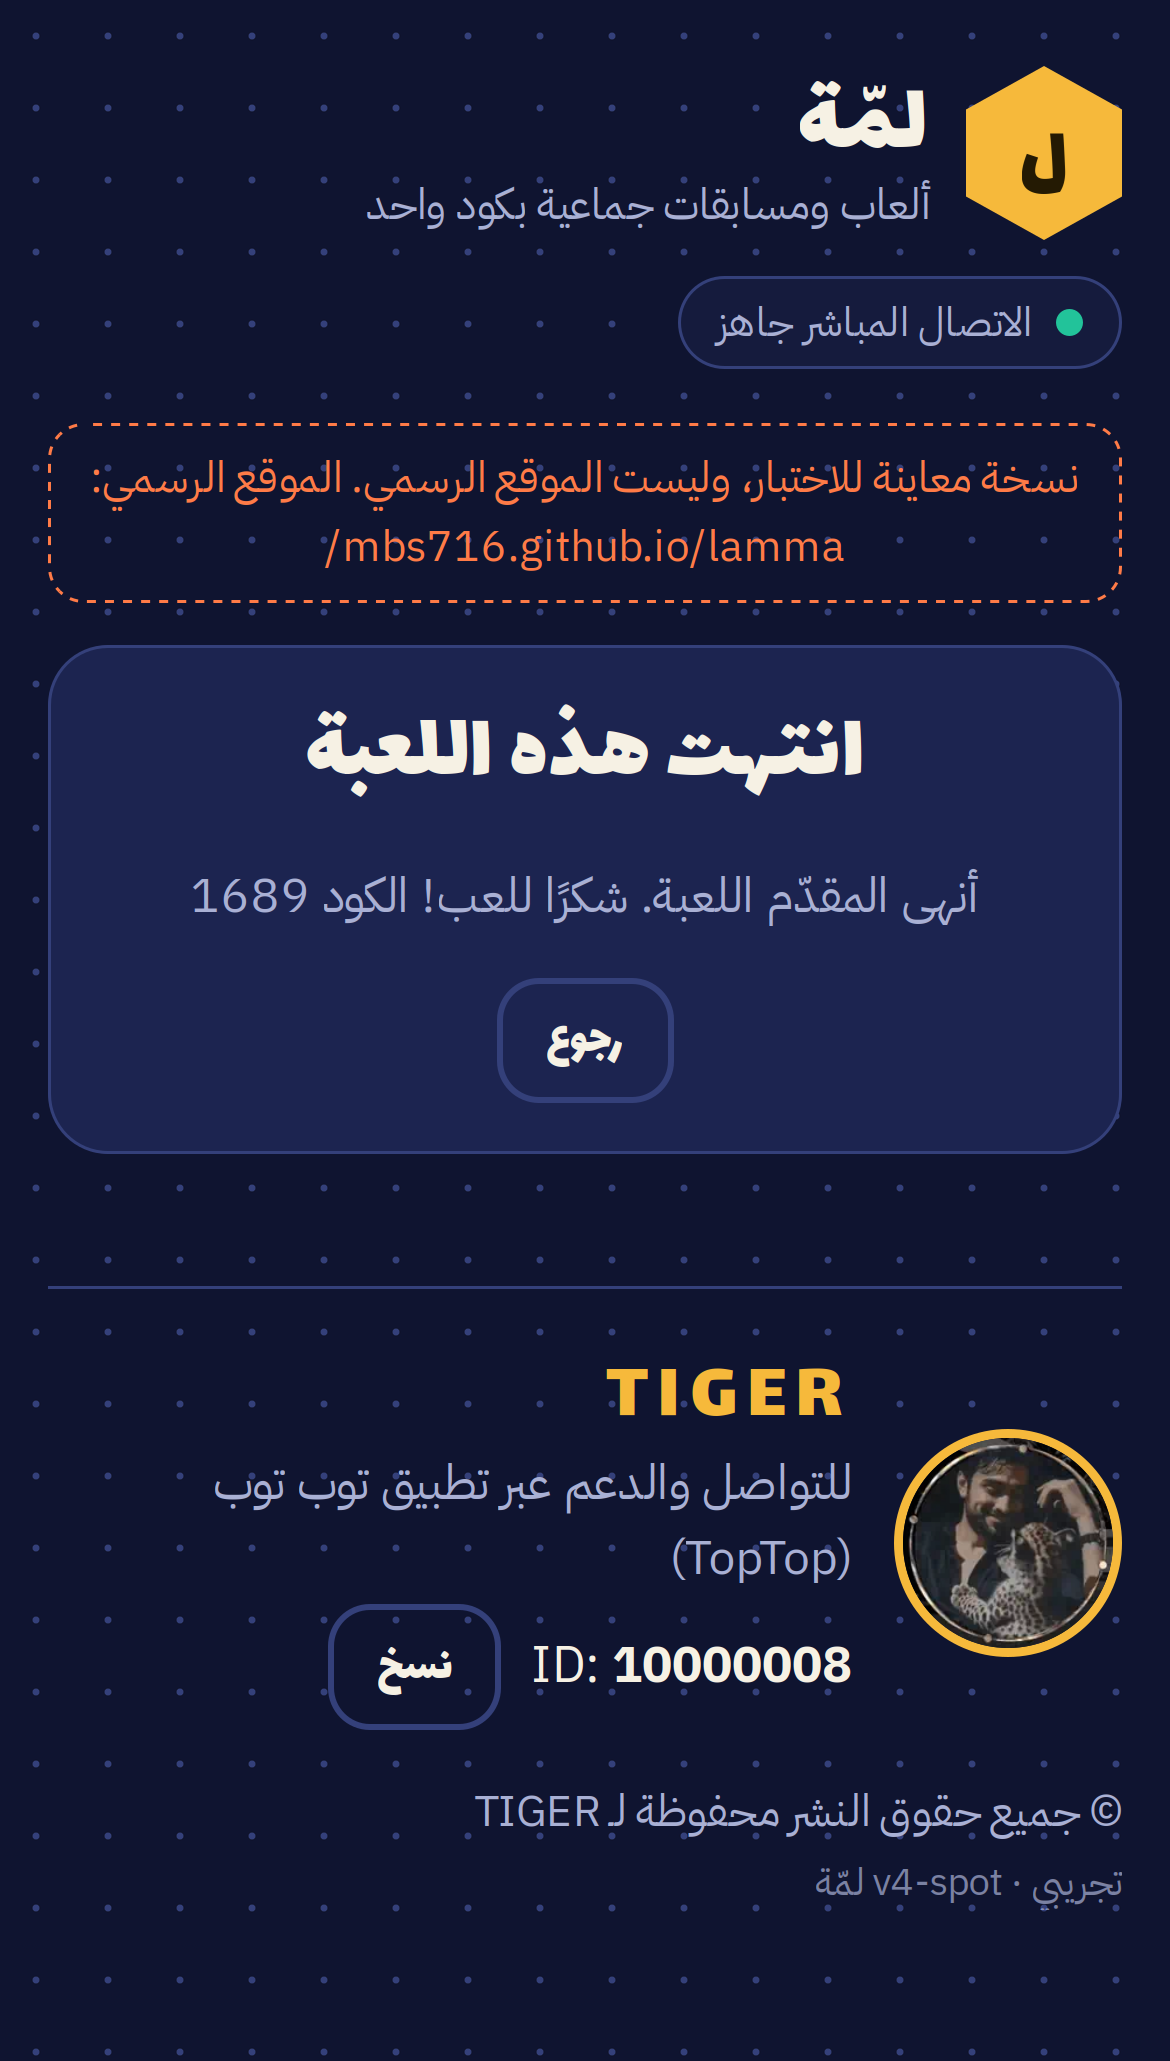 ل
لمّة
ألعاب ومسابقات جماعية بكود واحد
الاتصال المباشر جاهز
نسخة معاينة للاختبار، وليست الموقع الرسمي. الموقع الرسمي:
mbs716.github.io/lamma/
انتهت هذه اللعبة
أنهى المقدّم اللعبة. شكرًا للعب! الكود 1689
رجوع
TIGER
للتواصل والدعم عبر تطبيق توب توب
(TopTop)
ID: 10000008
نسخ
© جميع حقوق النشر محفوظة لـ TIGER
تجريبي · v4-spot لمّة